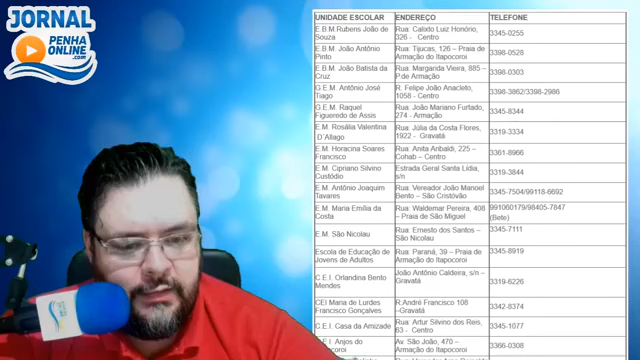 JORNAL
PENHA
ONLINE
.com
UNIDADE ESCOLAR ENDEREÇO TELEFONE
E.B.M.Rubens João de Souza Rua: Calixto Luiz Honório, 326 - Centro 3345-0255
E.B.M. João Antônio Pinto Rua: Tijucas, 126 – Praia de Armação do Itapocoroí 3398-0528
E.B.M. João Batista da Cruz Rua: Margarida Vieira, 885 – P.de Armação 3398-0303
G.E.M. Antônio José Tiago R. Felipe João Anacleto, 1058 - Centro 3398-3862/3398-2986
G.E.M. Raquel Figueredo de Assis Rua: João Mariano Furtado, 274 - Armação 3345-8344
E.M. Rosália Valentina D´Állago Rua: Júlia da Costa Flores, 1922 - Gravatá 3319-3334
E.M. Horacina Soares Francisco Rua: Anita Aribaldi, 225 – Cohab – Centro 3361-8966
E.M. Cipriano Silvino Custódio Estrada Geral Santa Lídia, s/n 3319-3844
E.M. Antônio Joaquim Tavares Rua: Vereador João Manoel Bento – São Cristóvão 3345-7504/99118-6692
E.M. Maria Emília da Costa Rua: Waldemar Pereira, 408 – Praia de São Miguel 991060179/98405-7847 (Bete)
E.M. São Nicolau Rua: Ernesto dos Santos – São Nicolau 3345-7111
Escola de Educação de Jovens de Adultos Rua: Paraná, 39 – Praia de Armação do Itapocoroí 3345-8919
C.E.I. Orlandina Bento Mendes João Antônio Caldeira, s/n – Gravatá 3319-6226
CEI Maria de Lurdes Francisco Gonçalves R.André Francisco 108 –Gravatá 3342-8374
C.E.I. Casa da Amizade Rua: Artur Silvino dos Reis, 63 - Centro 3345-1077
C.E.I. Anjos do Av. São João, 470 – Armação do Itapocoroí 3366-0308